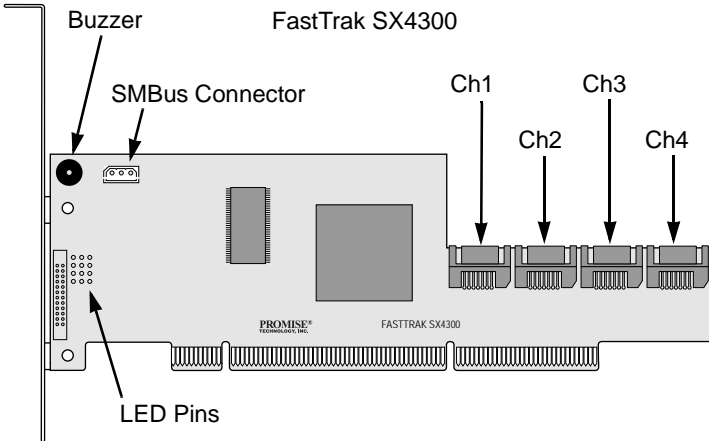 Buzzer
FastTrak SX4300
SMBus Connector
Ch1
Ch3
Ch2
Ch4
PROMISE®
TECHNOLOGY, INC.
FASTTRAK SX4300
LED Pins